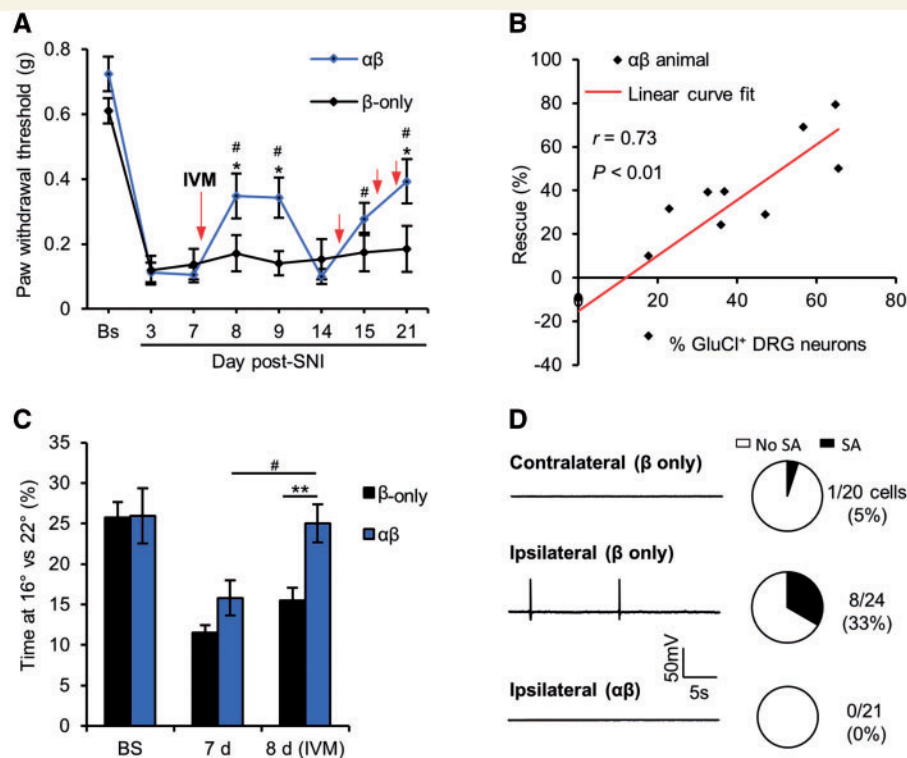 A
Paw withdrawal threshold (g)
0.8
0.6
0.4
0.2
0
αβ
β-only
IVM
#
*
#
*
#
#
*
Bs 3 7 8 9 14 15 21
Day post-SNI
B
Rescue (%)
100
80
60
40
20
0
-20
-40
αβ animal
Linear curve fit
r = 0.73
P < 0.01
20 40 60 80
% GluCl⁺ DRG neurons
C
Time at 16° vs 22° (%)
35
30
25
20
15
10
5
0
#
**
β-only
αβ
BS 7 d 8 d (IVM)
D
No SA SA
Contralateral (β only)
1/20 cells
(5%)
Ipsilateral (β only)
8/24
(33%)
50mV
5s
Ipsilateral (αβ)
0/21
(0%)